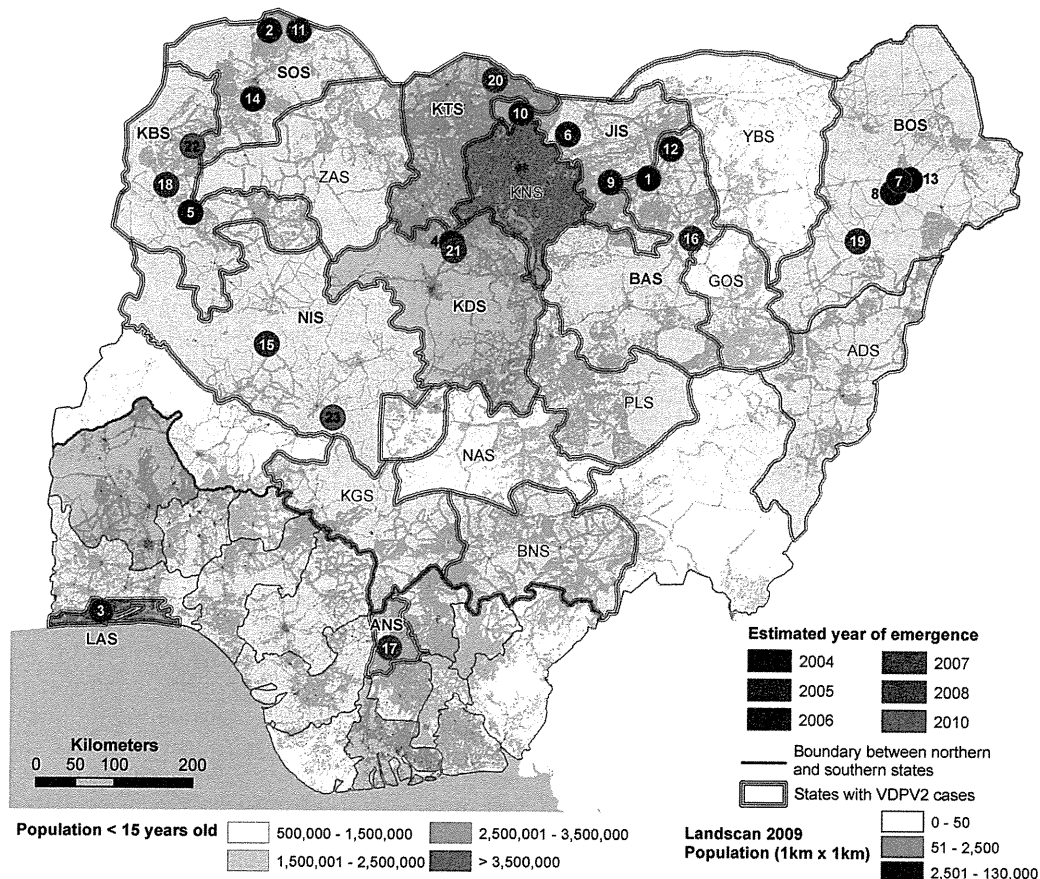 2
11
SOS
20
KTS
14
10
6
JIS
YBS
BOS
KBS
22
12
ZAS
KNS
18
9
1
7
13
8
5
16
19
4
21
BAS
GOS
KDS
NIS
15
ADS
PLS
23
NAS
KGS
BNS
3
LAS
ANS
17
Estimated year of emergence
2004
2007
2005
2008
2006
2010
Boundary between northern
and southern states
States with VDPV2 cases
Kilometers
0 50 100 200
Population < 15 years old
500,000 - 1,500,000
2,500,001 - 3,500,000
1,500,001 - 2,500,000
> 3,500,000
Landscan 2009
Population (1km x 1km)
0 - 50
51 - 2,500
2,501 - 130,000